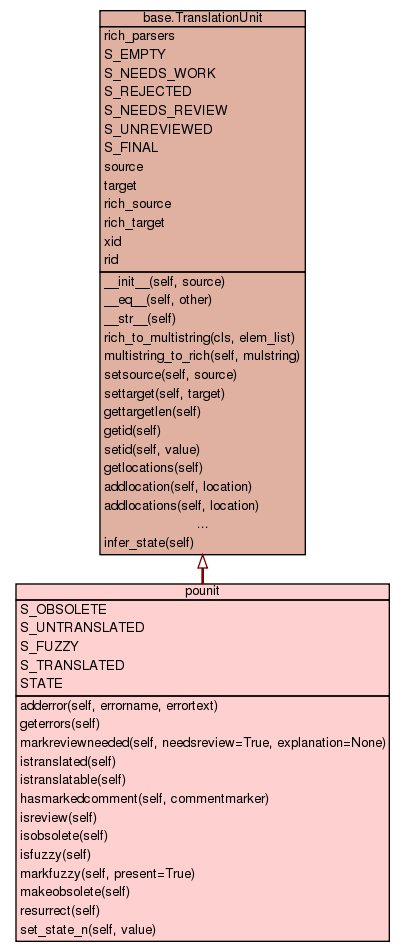 base.TranslationUnit
rich_parsers
S_EMPTY
S_NEEDS_WORK
S_REJECTED
S_NEEDS_REVIEW
S_UNREVIEWED
S_FINAL
source
target
rich_source
rich_target
xid
rid
__init__(self, source)
__eq__(self, other)
__str__(self)
rich_to_multistring(cls, elem_list)
multistring_to_rich(self, mulstring)
setsource(self, source)
settarget(self, target)
gettargetlen(self)
getid(self)
setid(self, value)
getlocations(self)
addlocation(self, location)
addlocations(self, location)
...
infer_state(self)
pounit
S_OBSOLETE
S_UNTRANSLATED
S_FUZZY
S_TRANSLATED
STATE
adderror(self, errorname, errortext)
geterrors(self)
markreviewneeded(self, needsreview=True, explanation=None)
istranslated(self)
istranslatable(self)
hasmarkedcomment(self, commentmarker)
isreview(self)
isobsolete(self)
isfuzzy(self)
markfuzzy(self, present=True)
makeobsolete(self)
resurrect(self)
set_state_n(self, value)